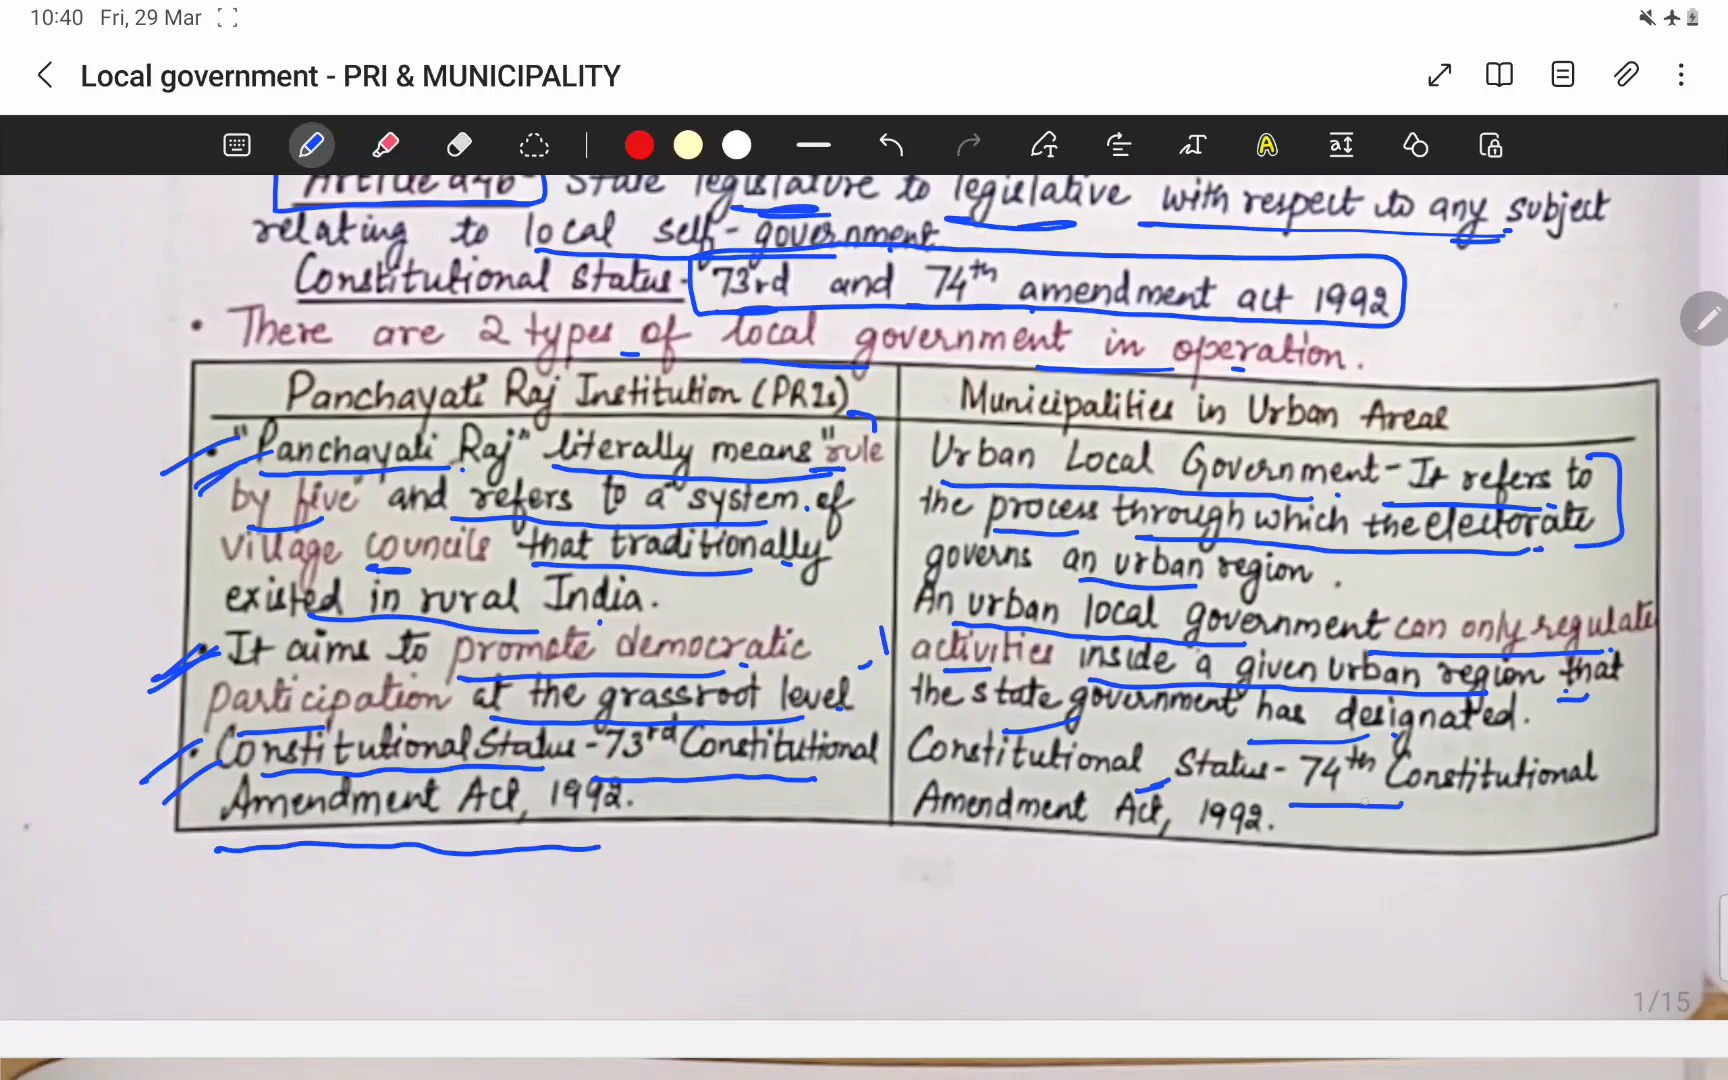 10:40 Fri, 29 Mar
Local government - PRI & MUNICIPALITY
Article 246- State legislature to legislative with respect to any subject
relating to local self-government
Constitutional Status- 73rd and 74th amendment act 1992
• There are 2 types of local government in operation.
Panchayati Raj Institution (PRIs)
• "Panchayati Raj" literally means "rule
by five" and refers to a system of
village councils that traditionally
existed in rural India.
• It aims to promote democratic
participation at the grassroot level
• Constitutional Status - 73rd Constitutional
Amendment Act, 1992.
Municipalities in Urban Areas
Urban Local Government - It refers to
the process through which the electorate
governs an urban region.
An urban local government can only regulate
activities inside a given urban region that
the state government has designated.
Constitutional Status - 74th Constitutional
Amendment Act, 1992.
1/15